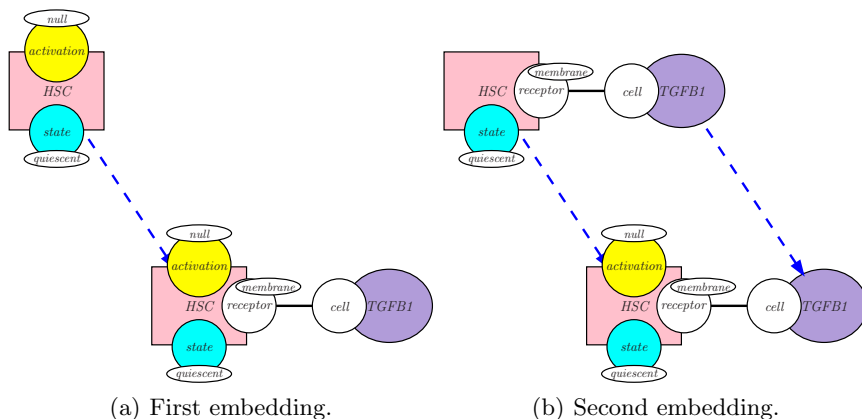 null
activation
HSC
state
quiescent
null
activation
HSC
membrane
receptor
cell
TGFB1
state
quiescent
(a) First embedding.
HSC
membrane
receptor
cell
TGFB1
state
quiescent
null
activation
HSC
membrane
receptor
cell
TGFB1
state
quiescent
(b) Second embedding.